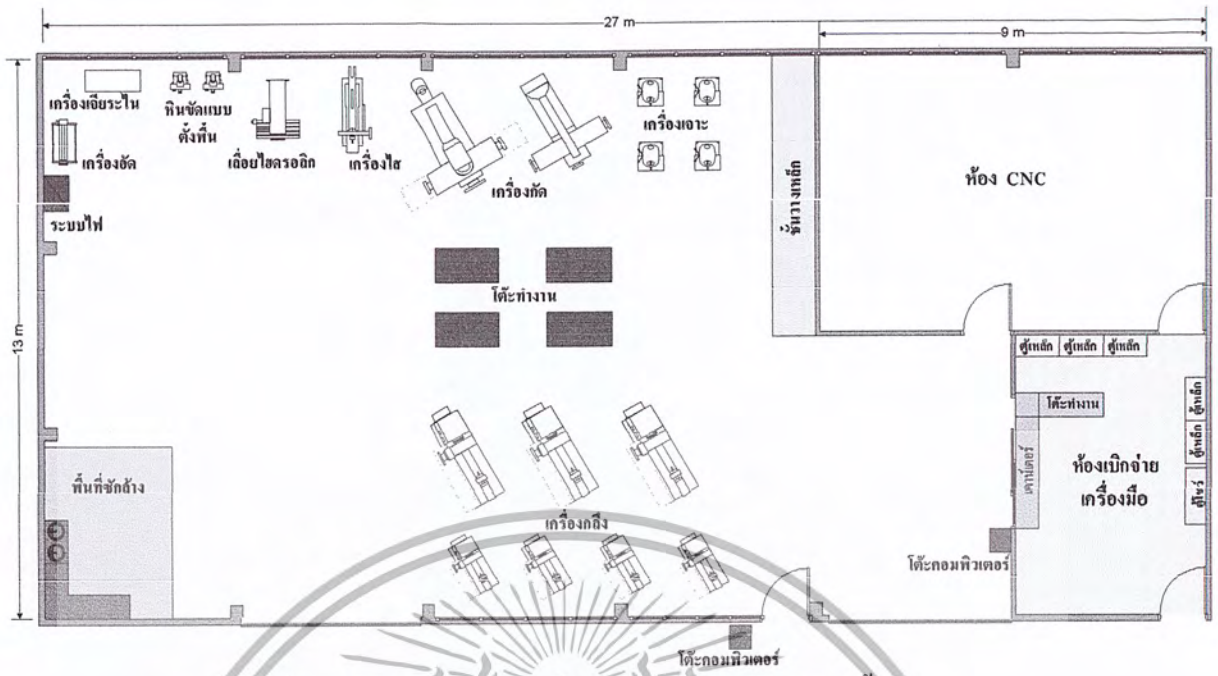 27 m
9 m
13 m
เครื่องเจียระไน
หินขัดแบบ
ตั้งพื้น
เครื่องอัด
เลื่อยไฮดรอลิก
เครื่องไส
เครื่องกัด
เครื่องเจาะ
ชั้นวางเหล็ก
ห้อง CNC
ระบบไฟ
โต๊ะทำงาน
ตู้เหล็ก ตู้เหล็ก ตู้เหล็ก
โต๊ะทำงาน
ตู้เหล็ก
ตู้เหล็ก
ตู้โชว์
เคาน์เตอร์
ห้องเบิกจ่าย
เครื่องมือ
พื้นที่ซักล้าง
เครื่องกลึง
โต๊ะคอมพิวเตอร์
โต๊ะคอมพิวเตอร์